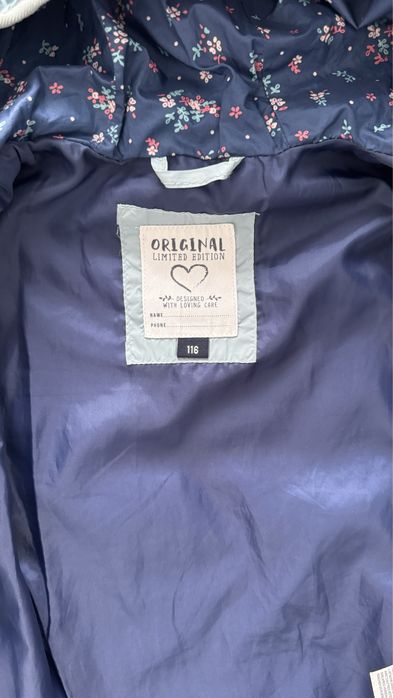 ORIGINAL
LIMITED EDITION
DESIGNED
WITH LOVING CARE
NAME
PHONE
116